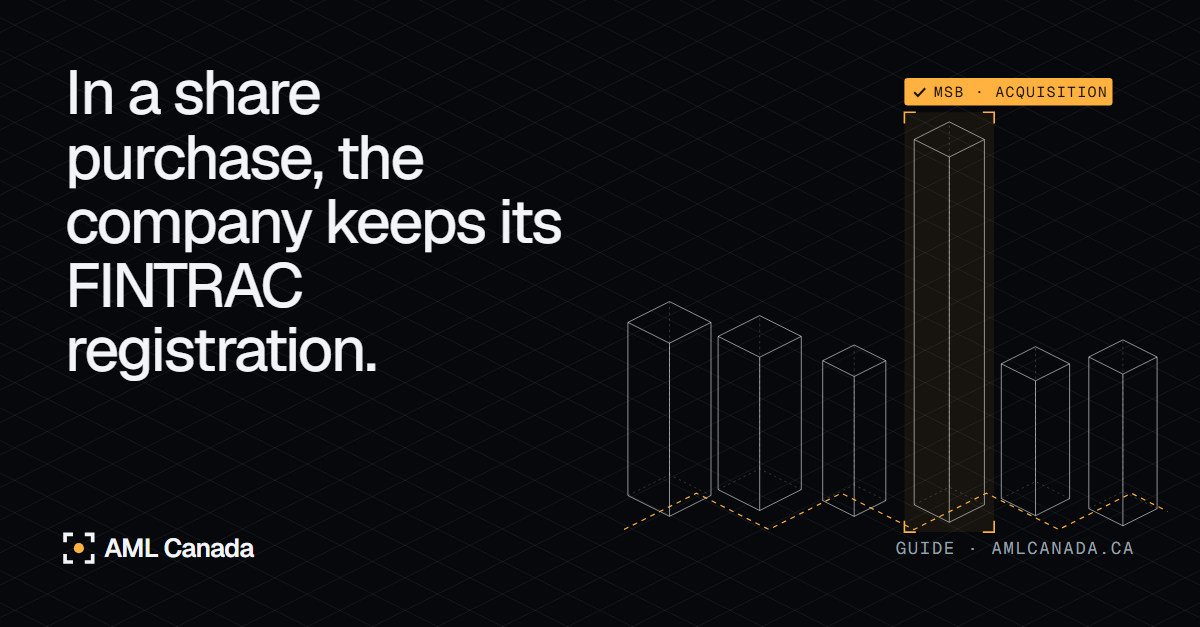 In a share
purchase, the
company keeps its
FINTRAC
registration.
MSB · ACQUISITION
AML Canada
GUIDE · AMLCANADA.CA